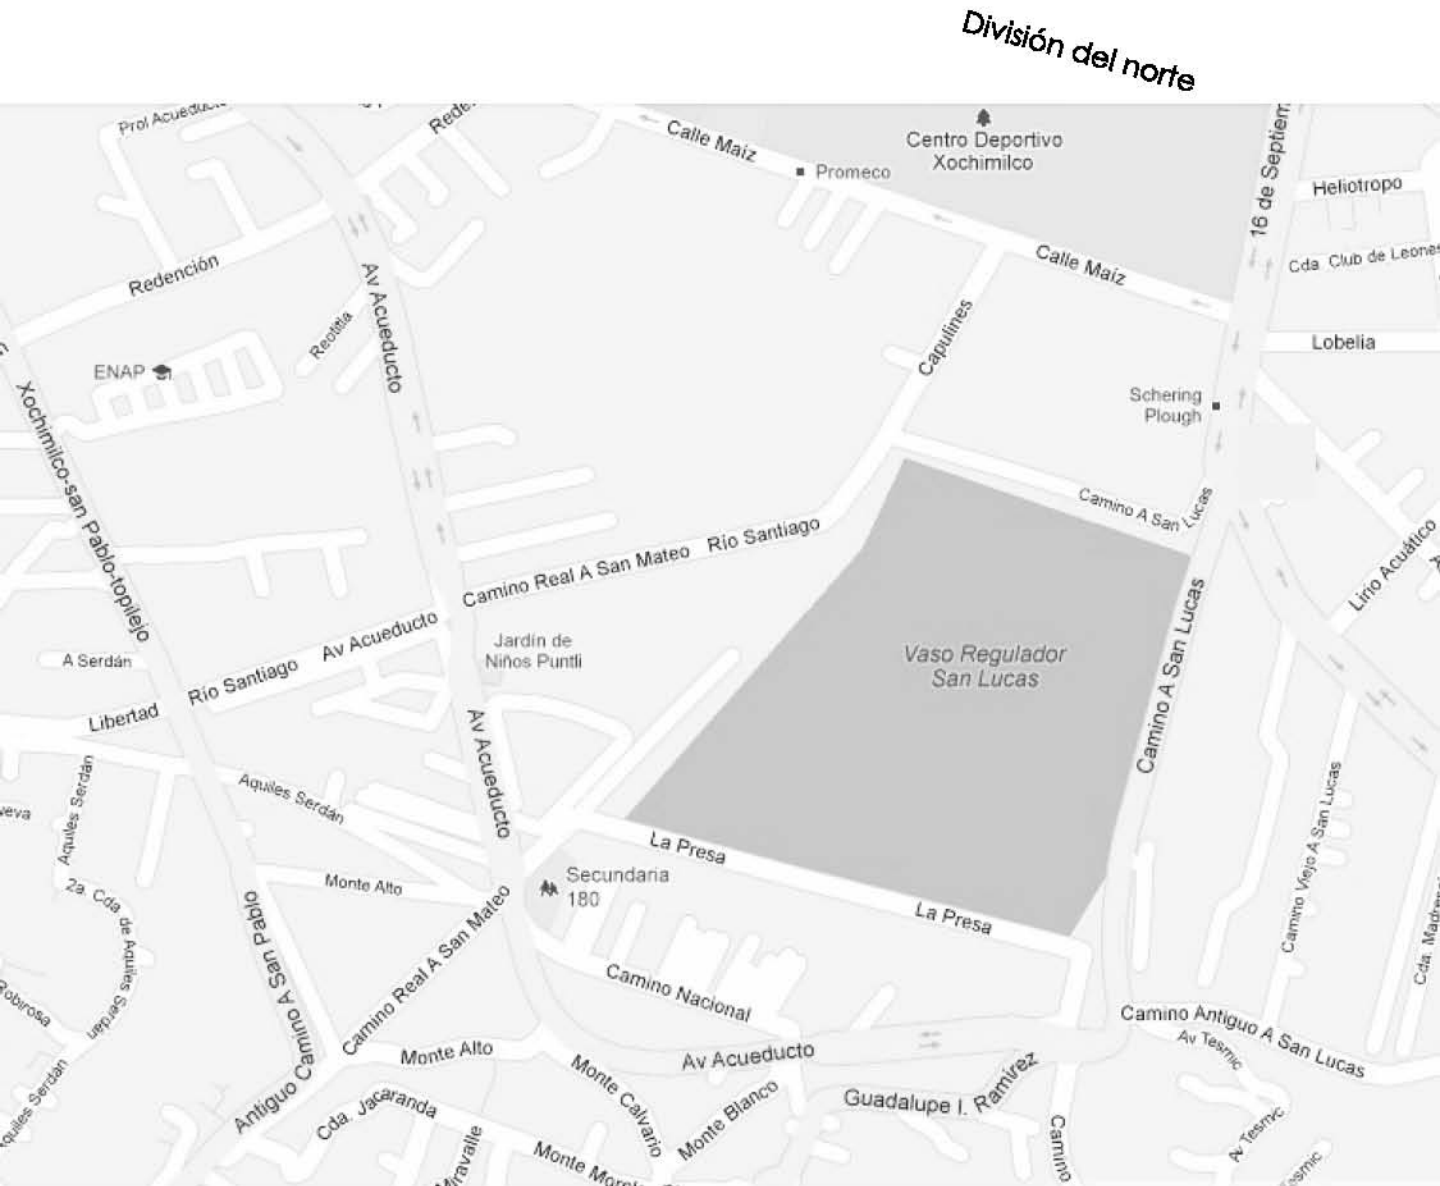 División del norte
Prol Acueducto
Calle Maíz
Promeco
Centro Deportivo
Xochimilco
16 de Septiem
Heliotropo
Cda Club de Leones
Redención
Av Acueducto
Reotitla
Calle Maíz
Capulines
Lobelia
ENAP
Schering
Plough
Xochimilco-san Pablo-topilejo
Camino A San Lucas
Río Santiago
Camino Real A San Mateo
Lirio Acuático
Av Acueducto
Jardín de
Niños Puntli
A Serdán
Río Santiago
Libertad
Vaso Regulador
San Lucas
Camino A San Lucas
Av Acueducto
Aquiles Serdán
Aquiles Serdán
Camino Viejo A San Lucas
La Presa
Secundaria
180
Monte Alto
2a. Cda. de Aquiles Serdán
Camino A San Pablo
Camino Real A San Mateo
La Presa
Camino Nacional
Robirosa
Camino Antiguo A San Lucas
Av Tesmic
Monte Alto
Av Acueducto
Antiguo
Cda. Jacaranda
Monte Calvario
Monte Blanco
Guadalupe I. Ramírez
Camino
Av Tesmic
Miravalle